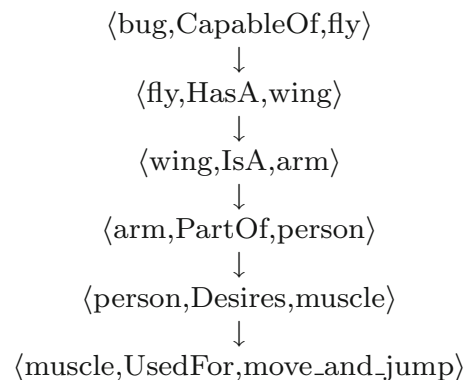 ⟨bug,CapableOf,fly⟩
↓
⟨fly,HasA,wing⟩
↓
⟨wing,IsA,arm⟩
↓
⟨arm,PartOf,person⟩
↓
⟨person,Desires,muscle⟩
↓
⟨muscle,UsedFor,move_and_jump⟩